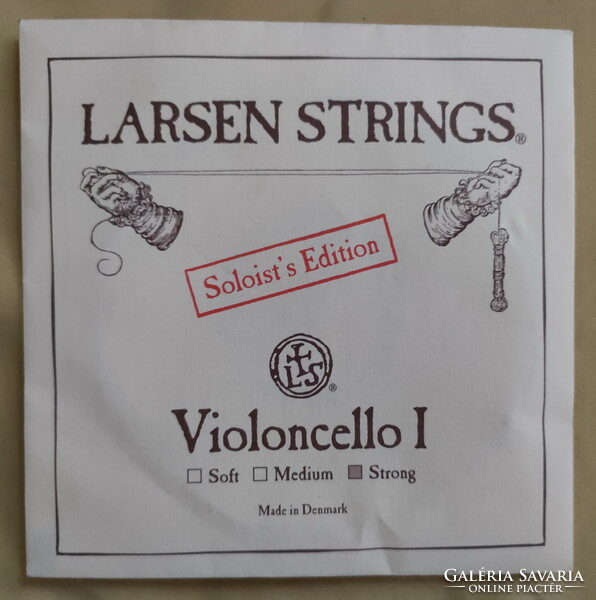 LARSEN STRINGS®
Soloist's Edition
LS®
Violoncello I
☐ Soft ☐ Medium ■ Strong
Made in Denmark
GALÉRIA SAVARIA
ONLINE PIACTÉR